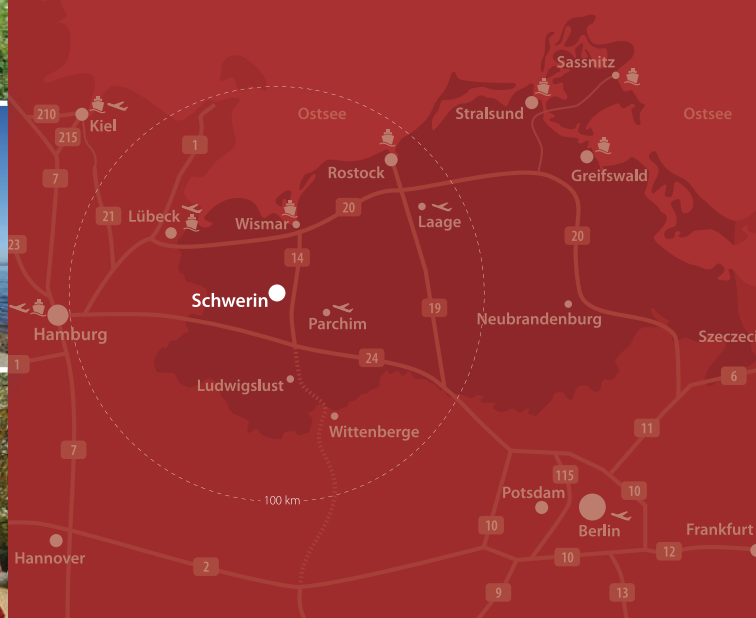 Sassnitz
Ostsee
Stralsund
Ostsee
210
Kiel
215
1
Rostock
Greifswald
7
20
Lübeck
21
Wismar
Laage
23
14
20
Schwerin
19
Parchim
Neubrandenburg
Hamburg
Szczeci
24
1
6
Ludwigslust
Wittenberge
11
7
115
10
Potsdam
100 km
10
Berlin
Frankfurt
Hannover
2
10
12
9
13